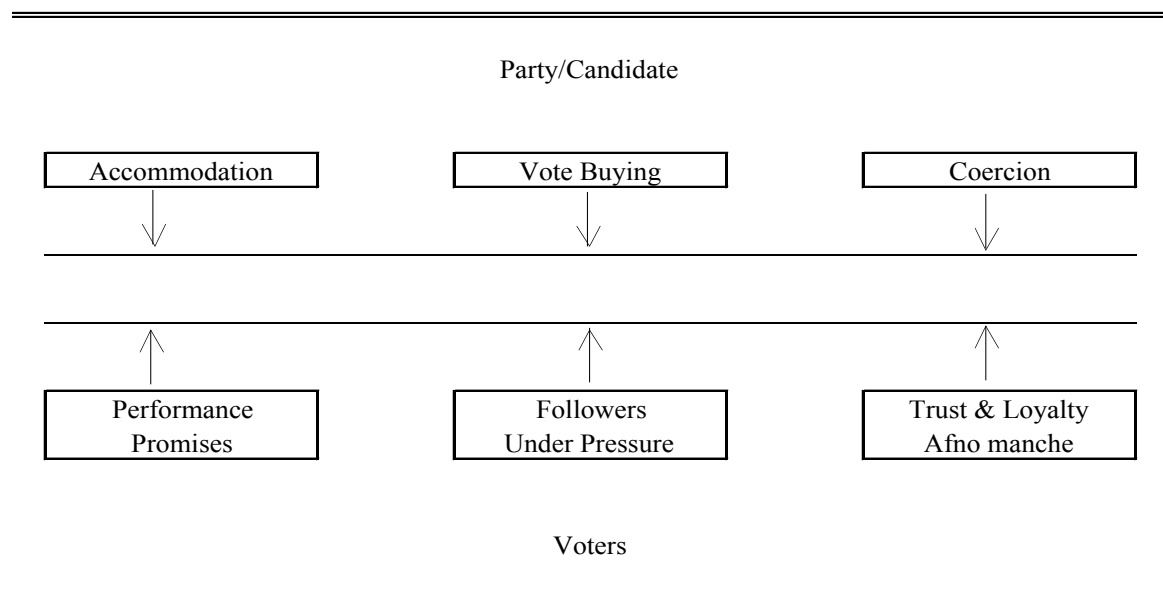 Party/Candidate
Accommodation
Vote Buying
Coercion
Performance
Promises
Followers
Under Pressure
Trust & Loyalty
Afno manche
Voters